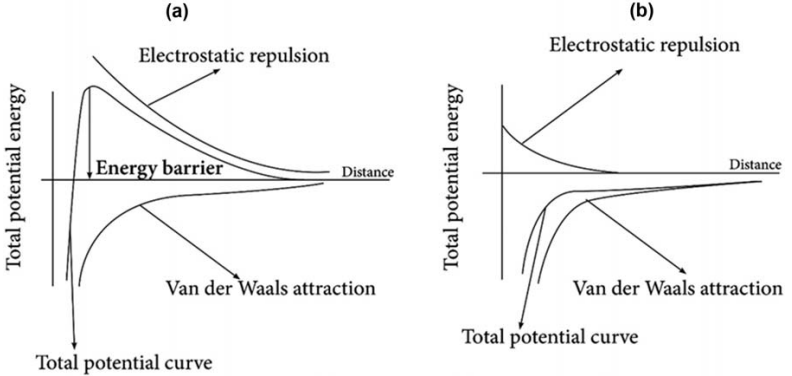 (a)
Electrostatic repulsion
Total potential energy
Energy barrier
Distance
Van der Waals attraction
Total potential curve
(b)
Electrostatic repulsion
Total potential energy
Distance
Van der Waals attraction
Total potential curve